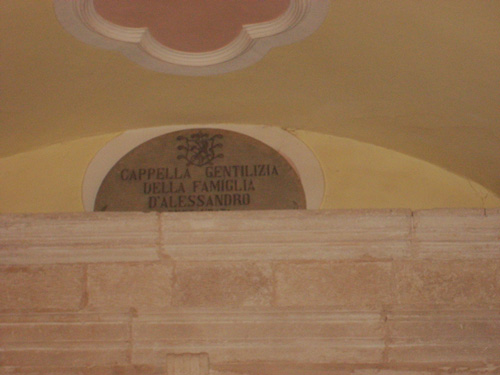 CAPPELLA GENTILIZIA
DELLA FAMIGLIA
D'ALESSANDRO